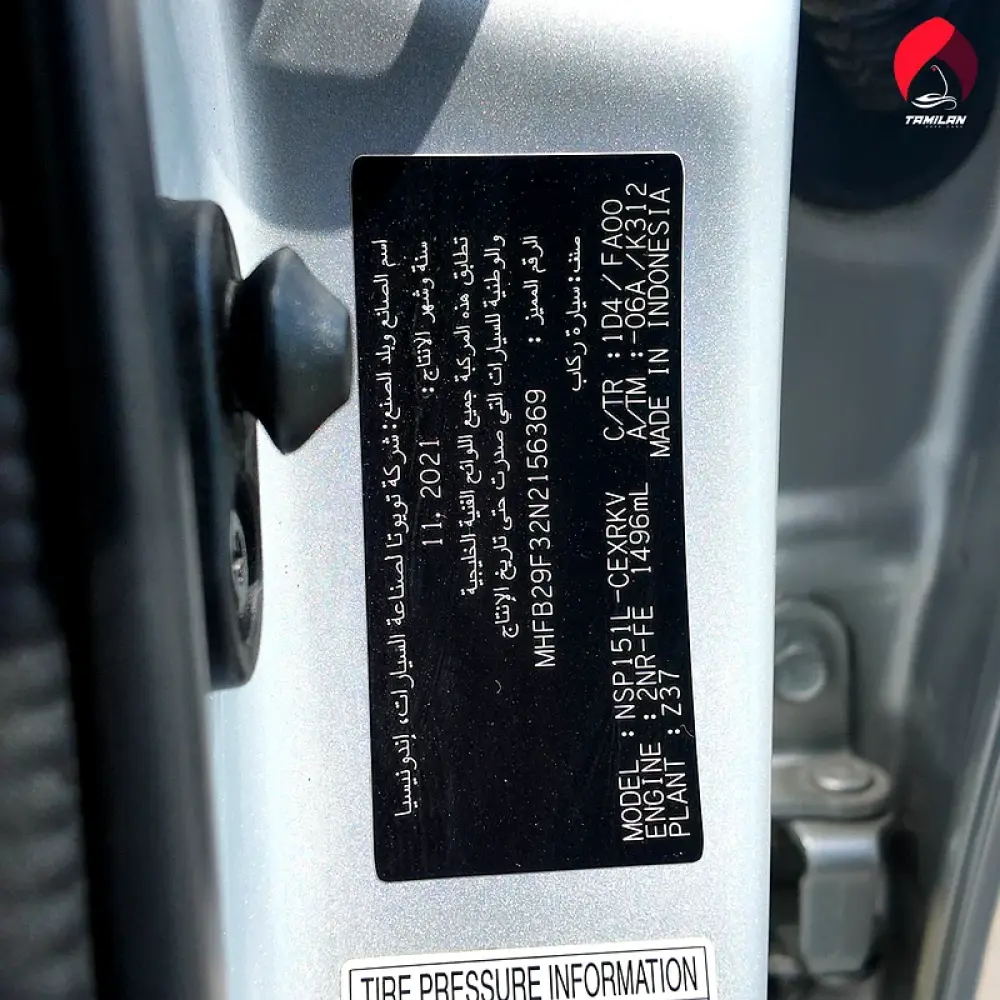 TAMILAN
اسم الصانع وبلد الصنع: شركة تويوتا لصناعة السيارات، إندونيسيا
سنة وشهر الانتاج: 11, 2021
تطابق هذه المركبة جميع اللوائح الفنية الخليجية
والوطنية للسيارات التي صدرت حتى تاريخ الإنتاج
الرقم المميز : MHFB29F32N2156369
صنف: سيارة ركاب
MODEL : NSP151L-CEXRKV C/TR : 1D4/FA00
ENGINE : 2NR-FE 1496mL A/TM : -06A/K312
PLANT : Z37 MADE IN INDONESIA
TIRE PRESSURE INFORMATION